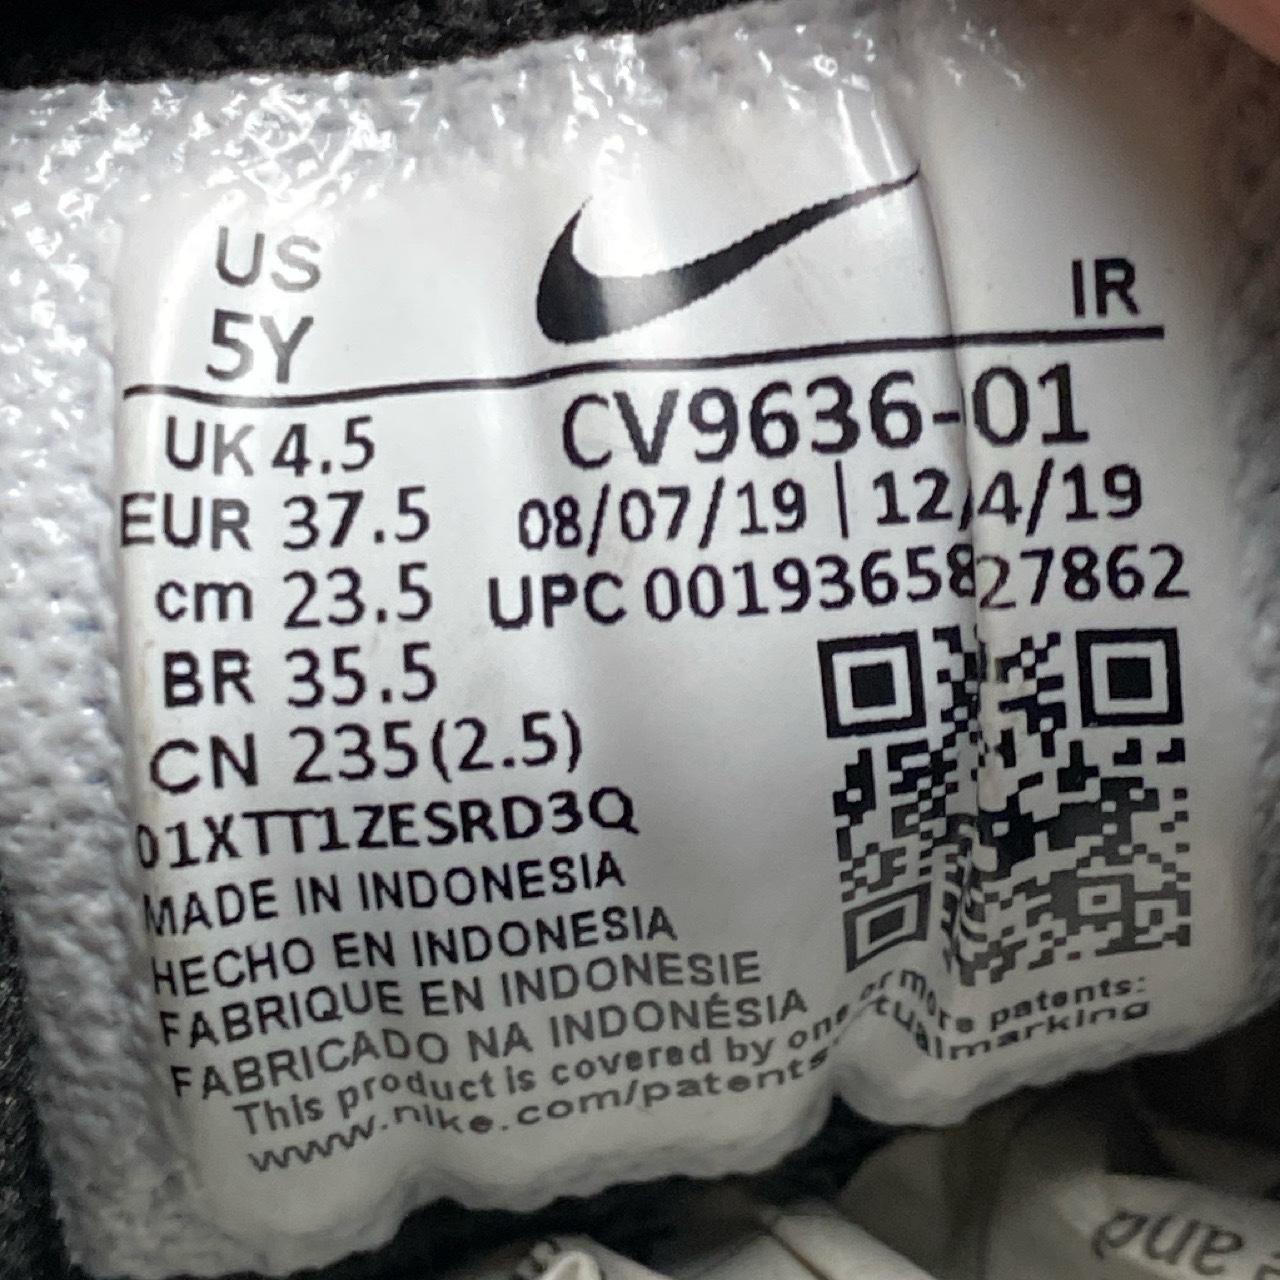 US
5Y
IR
UK 4.5
EUR 37.5
cm 23.5
BR 35.5
CN 235(2.5)
CV9636-01
08/07/19 | 12/4/19
UPC 0019365827862
01XTT1ZESRD3Q
MADE IN INDONESIA
HECHO EN INDONESIA
FABRIQUE EN INDONESIE
FABRICADO NA INDONÉSIA
This product is covered by one or more patents:
www.nike.com/patents
and